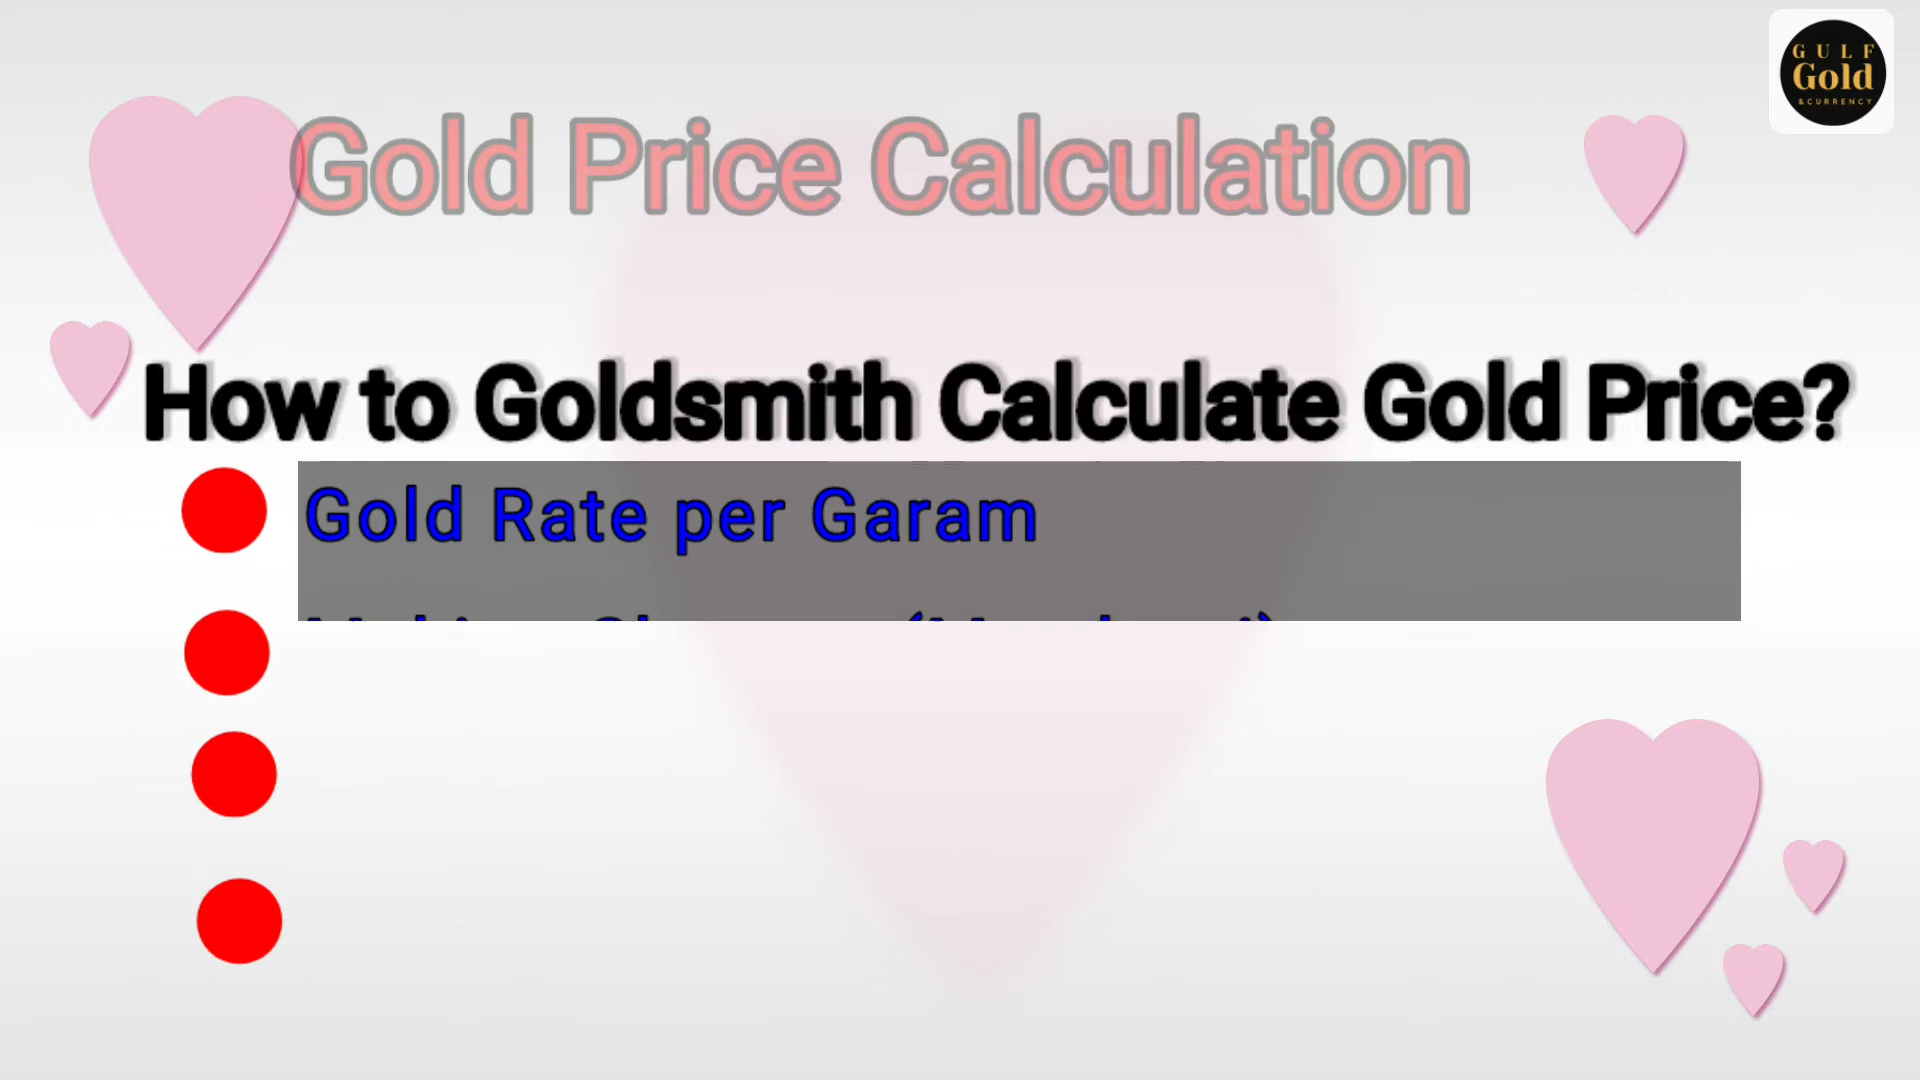 GULF
Gold
& CURRENCY
Gold Price Calculation
How to Goldsmith Calculate Gold Price?
Gold Rate per Garam